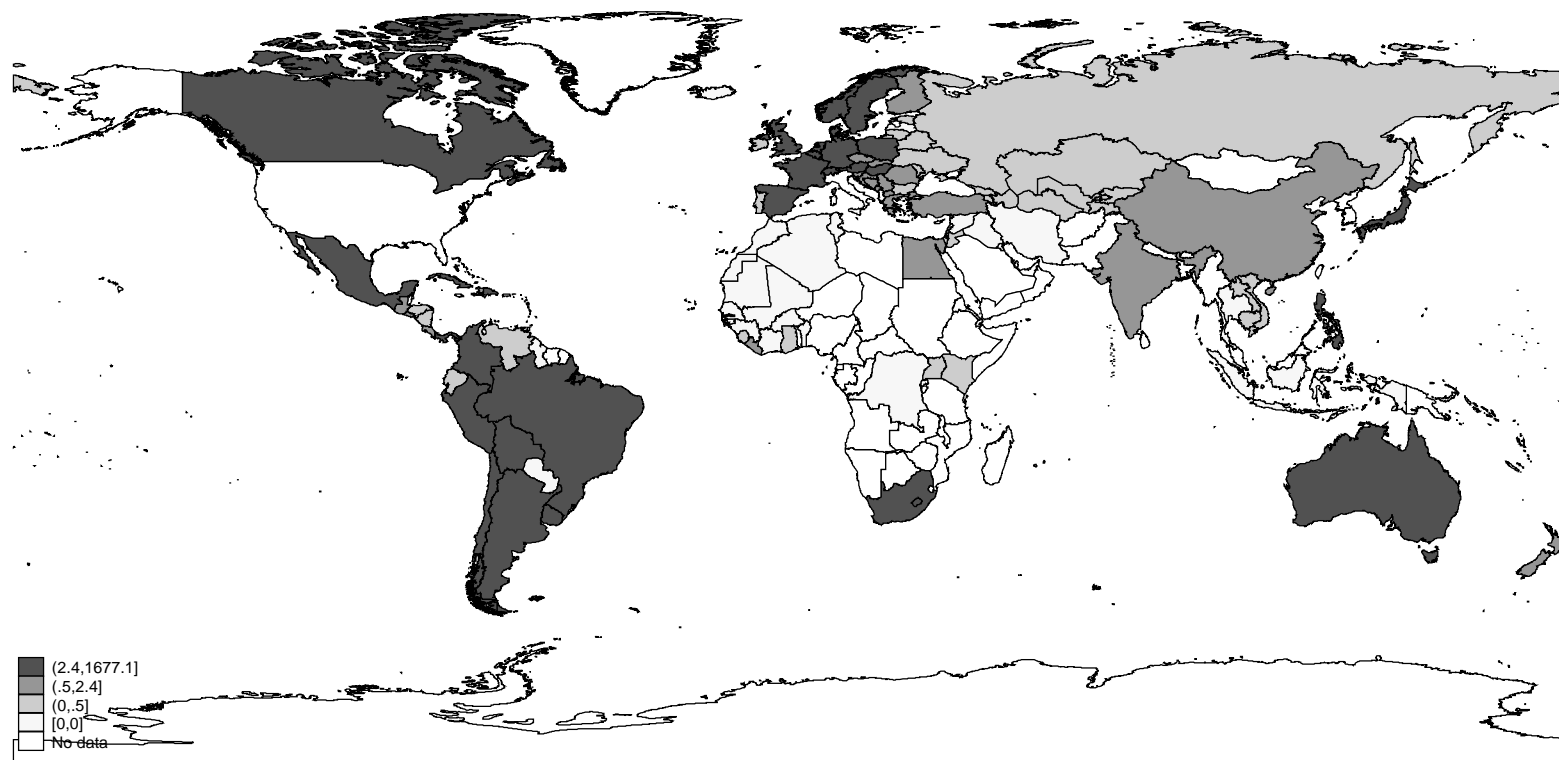 (2.4,1677.1]
(.5,2.4]
(0,.5]
[0,0]
No data